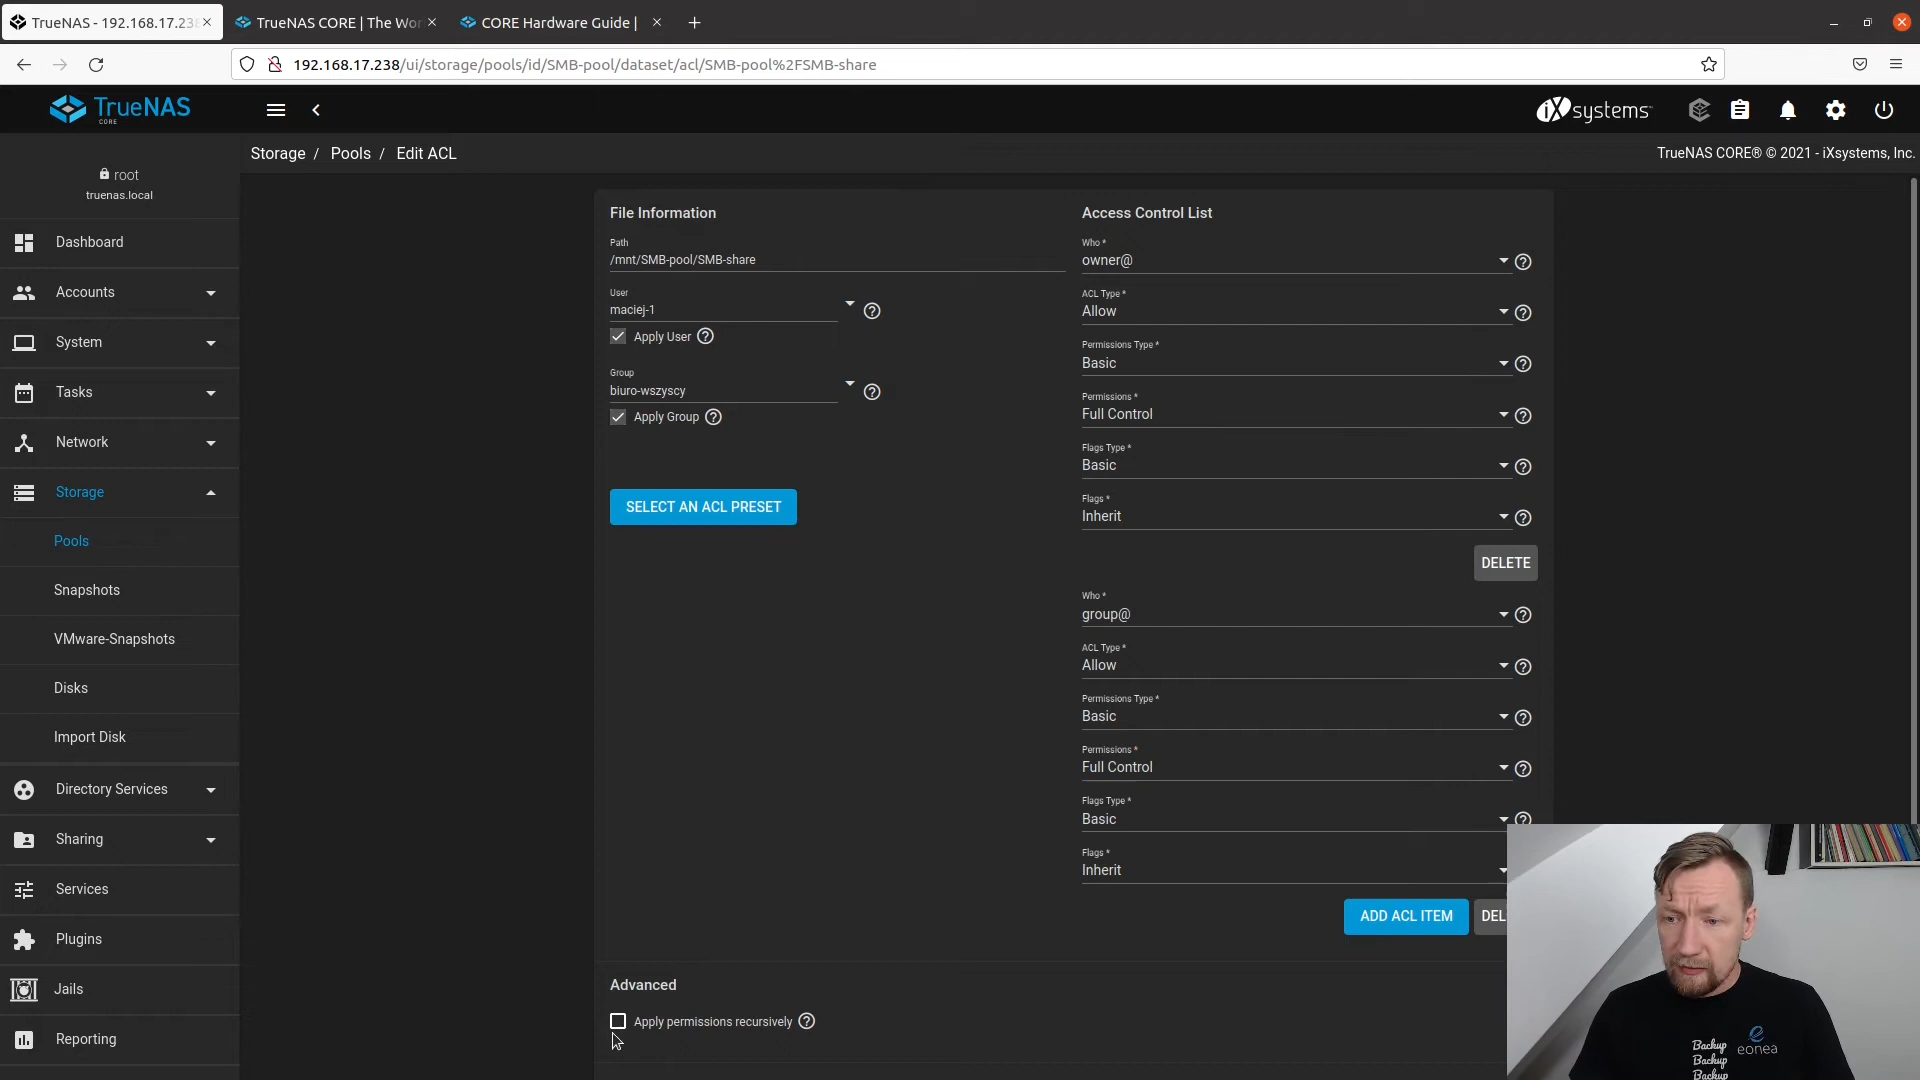 TrueNAS - 192.168.17.23
TrueNAS CORE | The Wor
CORE Hardware Guide |
192.168.17.238/ui/storage/pools/id/SMB-pool/dataset/acl/SMB-pool%2FSMB-share
TrueNAS
CORE
iXsystems
Storage / Pools / Edit ACL
TrueNAS CORE® © 2021 - iXsystems, Inc.
root
truenas.local
Dashboard
Accounts
System
Tasks
Network
Storage
Pools
Snapshots
VMware-Snapshots
Disks
Import Disk
Directory Services
Sharing
Services
Plugins
Jails
Reporting
File Information
Path
/mnt/SMB-pool/SMB-share
User
maciej-1
Apply User
Group
biuro-wszyscy
Apply Group
SELECT AN ACL PRESET
Access Control List
Who *
owner@
ACL Type *
Allow
Permissions Type *
Basic
Permissions *
Full Control
Flags Type *
Basic
Flags *
Inherit
DELETE
Who *
group@
ACL Type *
Allow
Permissions Type *
Basic
Permissions *
Full Control
Flags Type *
Basic
Flags *
Inherit
ADD ACL ITEM
DEL
Advanced
Apply permissions recursively
Backup
Backup
Backup
eonea